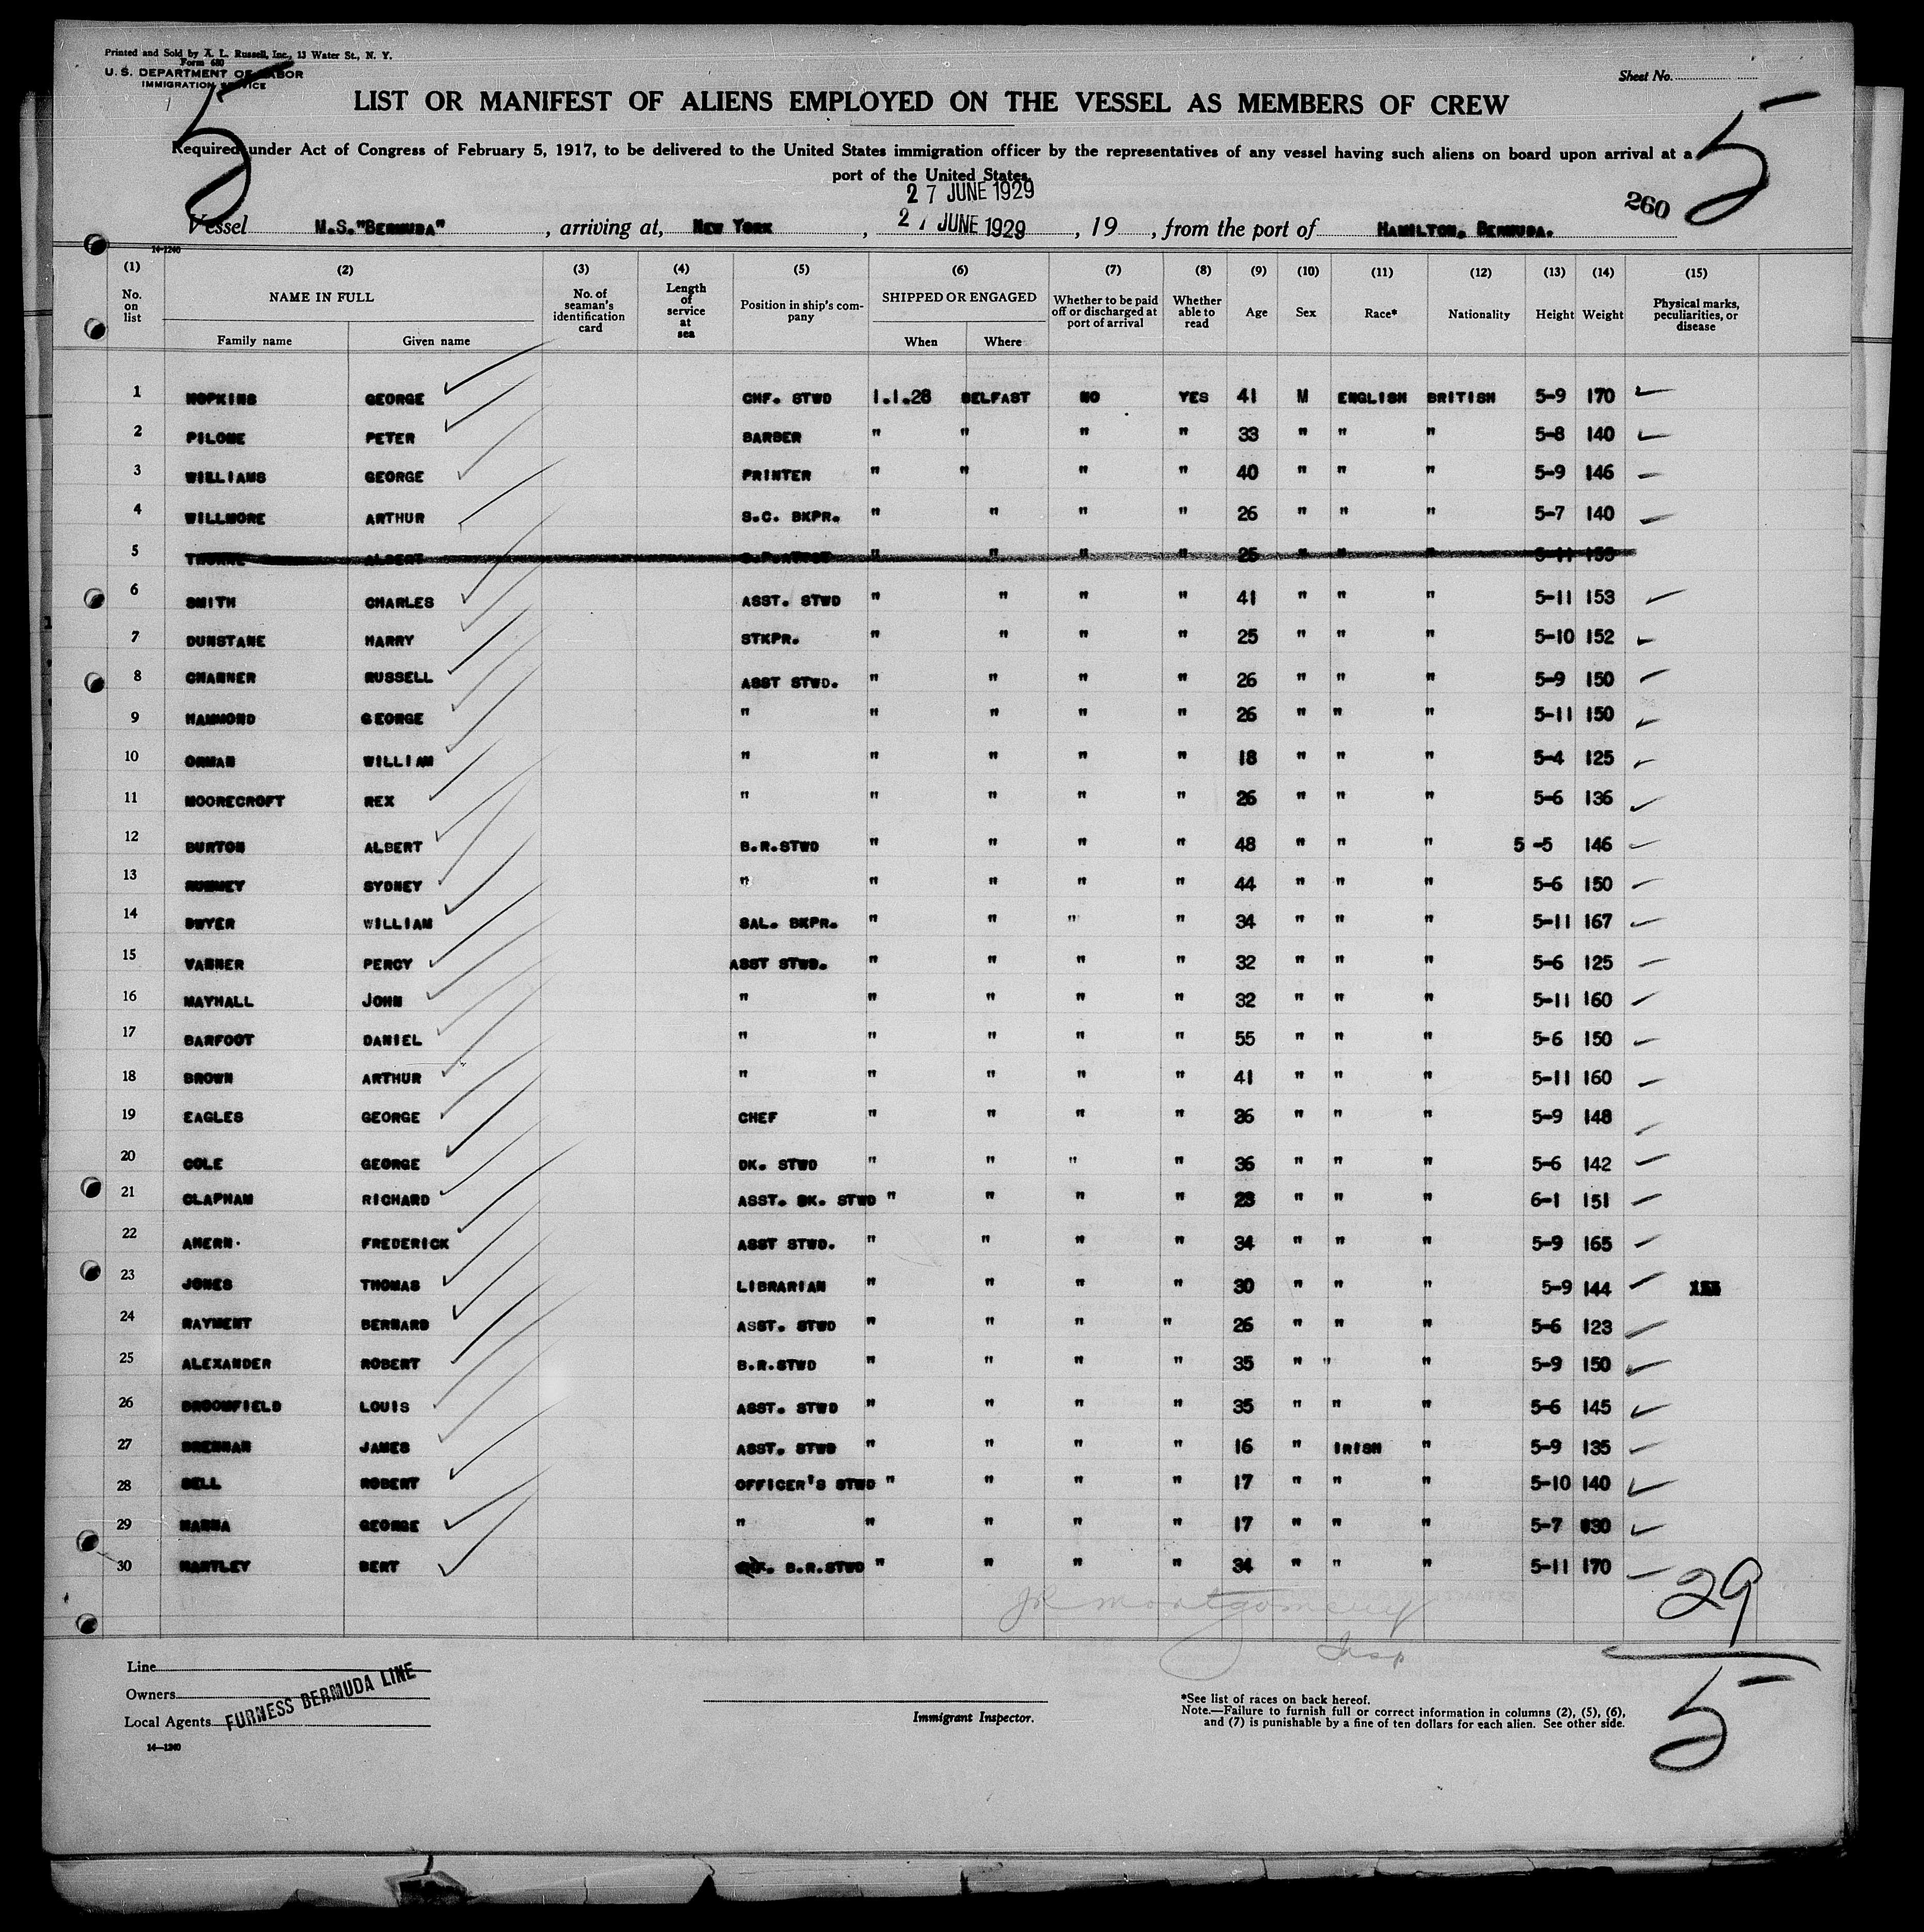 Printed and Sold by A. L. Russell, Inc., 13 Water St., N. Y.
Form 680
U. S. DEPARTMENT OF LABOR
IMMIGRATION SERVICE
Sheet No.
5
5
LIST OR MANIFEST OF ALIENS EMPLOYED ON THE VESSEL AS MEMBERS OF CREW
Required under Act of Congress of February 5, 1917, to be delivered to the United States immigration officer by the representatives of any vessel having such aliens on board upon arrival at a
port of the United States.
27 JUNE 1929
260
Vessel M.S."BERMUDA", arriving at, NEW YORK, 27 JUNE 1929, 19 , from the port of HAMILTON, BERMUDA.
14-1240
(1) (2) (3) (4) (5) (6) (7) (8) (9) (10) (11) (12) (13) (14) (15)
No. on list NAME IN FULL Family name Given name No. of seaman's identification card Length of service at sea Position in ship's company SHIPPED OR ENGAGED When Where Whether to be paid off or discharged at port of arrival Whether able to read Age Sex Race* Nationality Height Weight Physical marks, peculiarities, or disease
1 HOPKINS GEORGE CHF. STWD 1.1.28 BELFAST NO YES 41 M ENGLISH BRITISH 5-9 170
2 PILONE PETER BARBER " " " " 33 " " " 5-8 140
3 WILLIAMS GEORGE PRINTER " " " " 40 " " " 5-9 146
4 WILLMORE ARTHUR S.C. BKPR. " " " " 26 " " " 5-7 140
5 ALBERT " " " " 25 " " "
6 SMITH CHARLES ASST. STWD " " " " 41 " " " 5-11 153
7 DUNSTANE HARRY STKPR. " " " " 25 " " " 5-10 152
8 CHANNER RUSSELL ASST STWD. " " " " 26 " " " 5-9 150
9 HAMMOND GEORGE " " " " " 26 " " " 5-11 150
10 ORMAN WILLIAM " " " " " 18 " " " 5-4 125
11 MOORECROFT REX " " " " " 26 " " " 5-6 136
12 BURTON ALBERT B.R.STWD " " " " 48 " " " 5 -5 146
13 SYDNEY " " " " " 44 " " " 5-6 150
14 DWYER WILLIAM SAL. BKPR. " " " " 34 " " " 5-11 167
15 VANNER PERCY ASST STWD. " " " " 32 " " " 5-6 125
16 MAYHALL JOHN " " " " " 32 " " " 5-11 160
17 BARFOOT DANIEL " " " " " 55 " " " 5-6 150
18 BROWN ARTHUR " " " " " 41 " " " 5-11 160
19 EAGLES GEORGE CHEF " " " " 26 " " " 5-9 148
20 COLE GEORGE DK. STWD " " " " 36 " " " 5-6 142
21 CLAPHAM RICHARD ASST. DK. STWD " " " " 23 " " " 6-1 151
22 AHERN. FREDERICK ASST STWD. " " " " 34 " " " 5-9 165
23 JONES THOMAS LIBRARIAN " " " " 30 " " " 5-9 144
24 RAYMENT BERNARD ASST. STWD " " " " 26 " " " 5-6 123
25 ALEXANDER ROBERT B.R.STWD " " " " 35 " " " 5-9 150
26 BROOMFIELD LOUIS ASST. STWD " " " " 35 " " " 5-6 145
27 BRENNAN JAMES ASST. STWD " " " " 16 " IRISH " 5-9 135
28 BELL ROBERT OFFICER'S STWD " " " " 17 " " " 5-10 140
29 HANNA GEORGE " " " " " 17 " " " 5-7 130
30 HARTLEY BERT B.R.STWD " " " " 34 " " " 5-11 170
JR Montgomery
Insp
29
5
Line
Owners
Local Agents
FURNESS BERMUDA LINE
14—1240
Immigrant Inspector.
*See list of races on back hereof.
Note.—Failure to furnish full or correct information in columns (2), (5), (6),
and (7) is punishable by a fine of ten dollars for each alien. See other side.